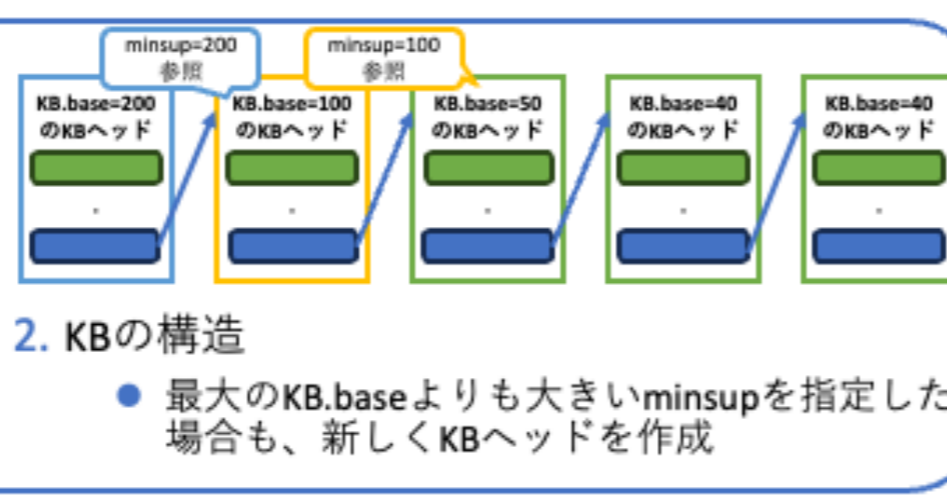 minsup=200
参照
minsup=100
参照
KB.base=200
のKBヘッド
KB.base=100
のKBヘッド
KB.base=50
のKBヘッド
KB.base=40
のKBヘッド
KB.base=40
のKBヘッド
2. KBの構造
● 最大のKB.baseよりも大きいminsupを指定した
場合も、新しくKBヘッドを作成